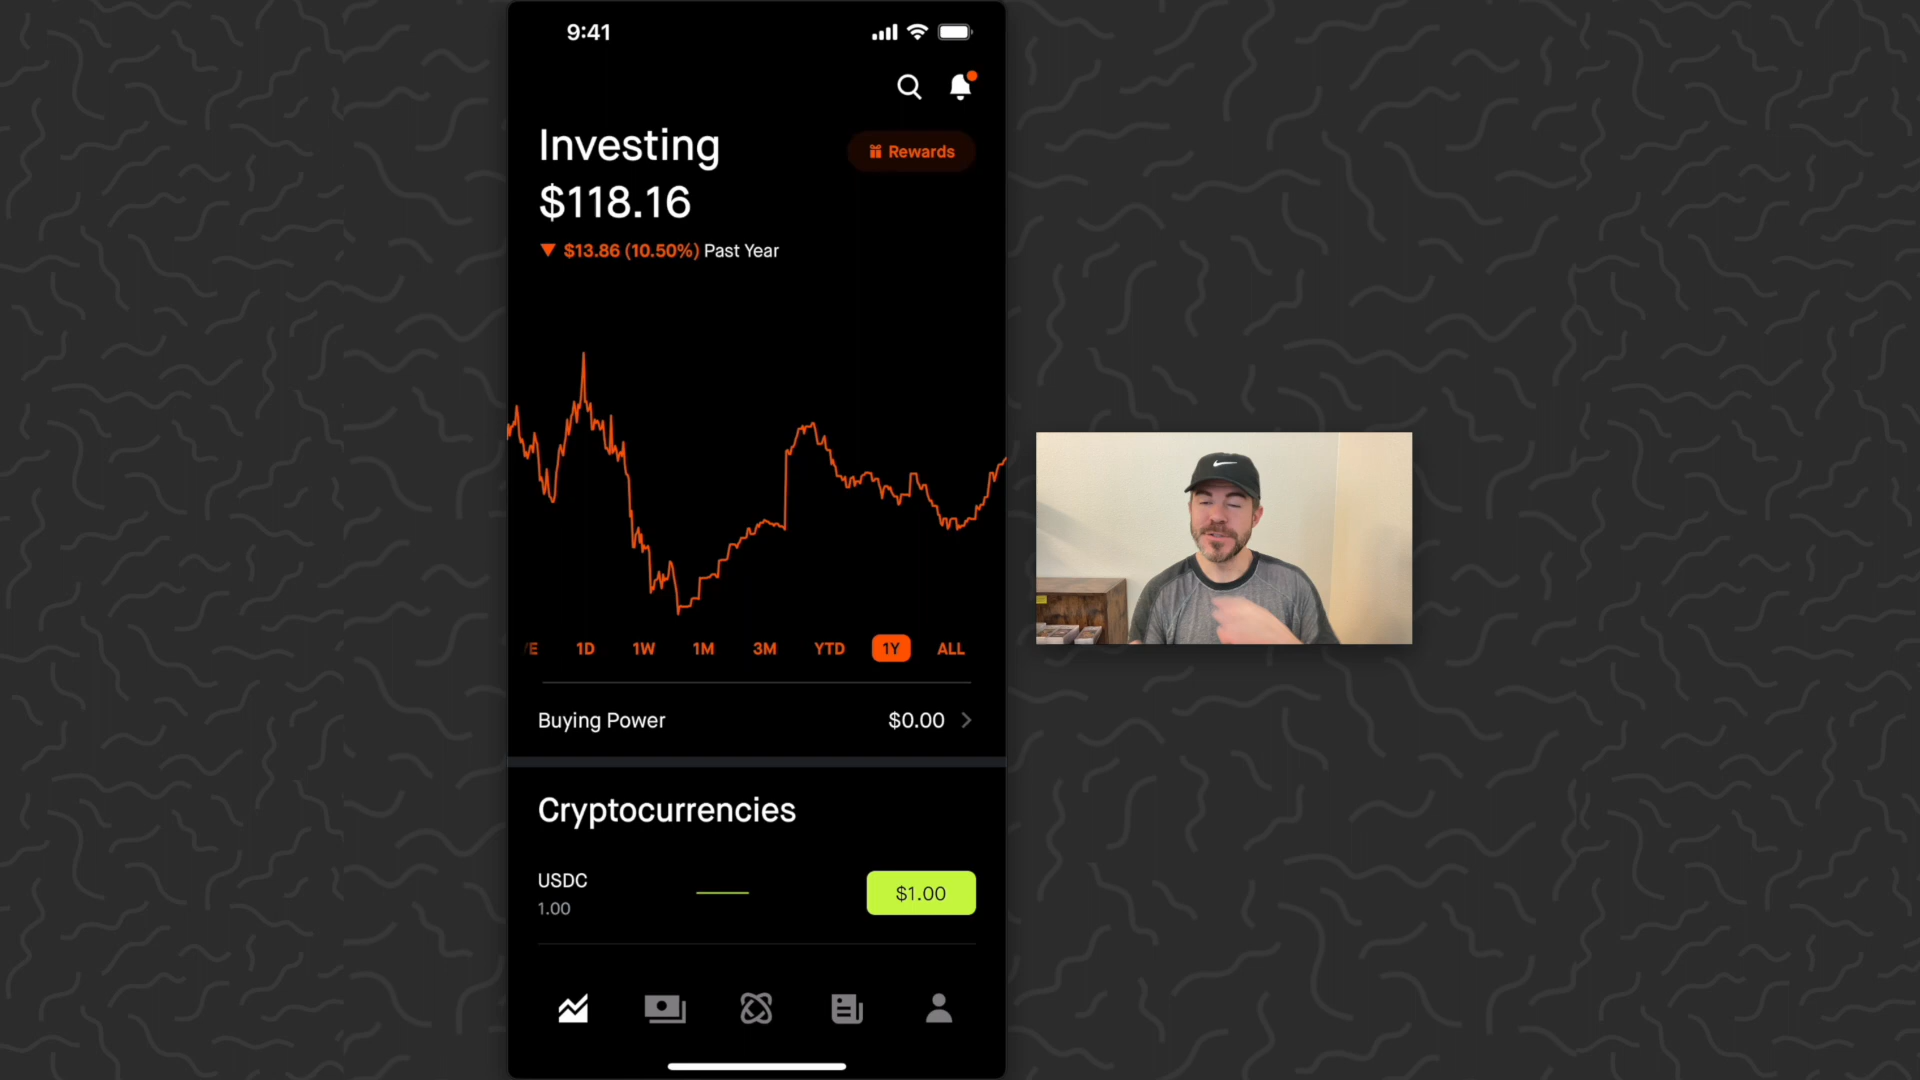 9:41
Investing
Rewards
$118.16
$13.86 (10.50%) Past Year
1D 1W 1M 3M YTD 1Y ALL
Buying Power $0.00
Cryptocurrencies
USDC
1.00
$1.00